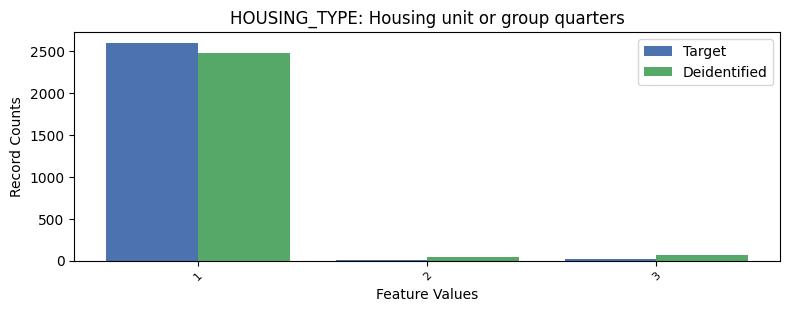 HOUSING_TYPE: Housing unit or group quarters
Target
Deidentified
Record Counts
2500
2000
1500
1000
500
0
1
2
3
Feature Values